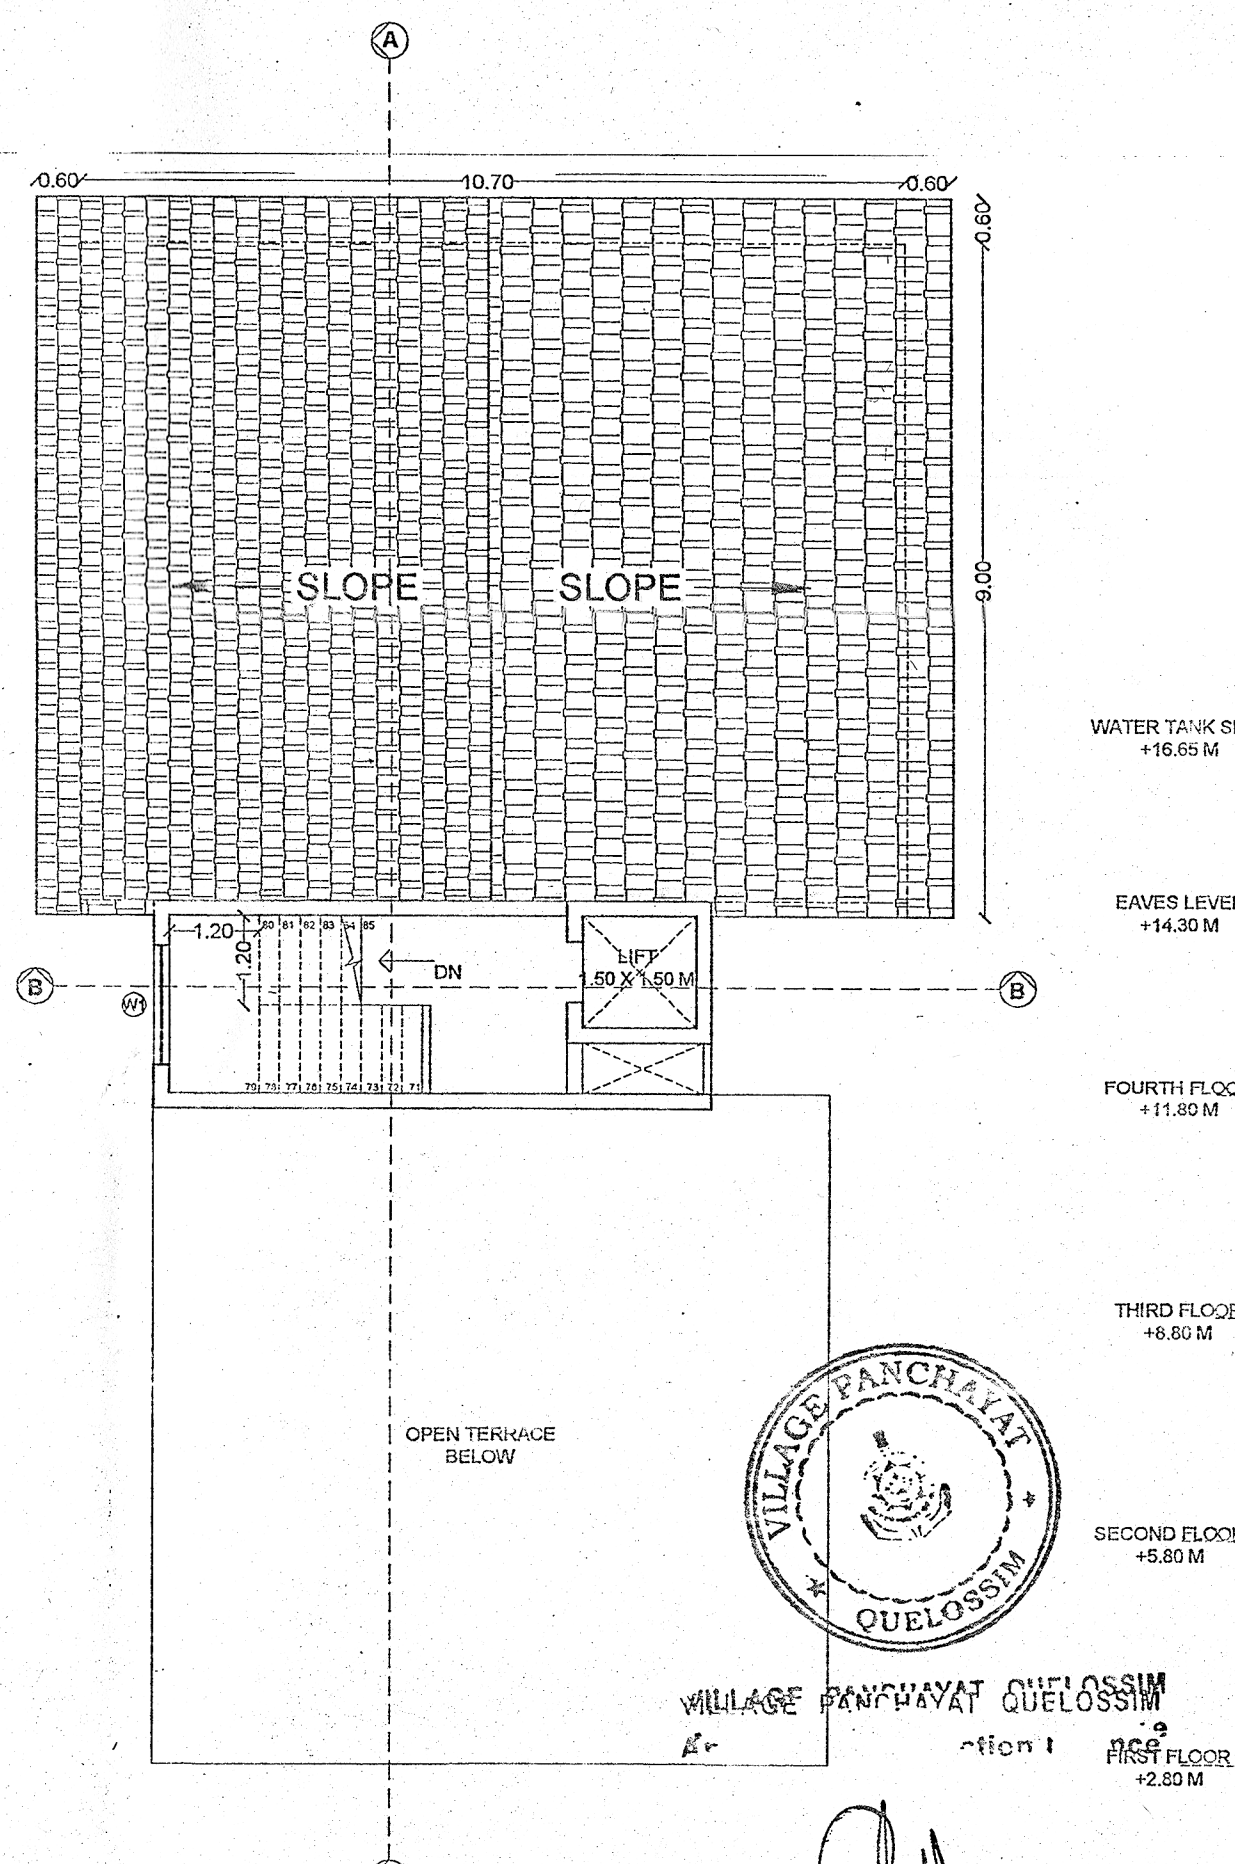 A
0.60
10.70
0.60
0.60
SLOPE
SLOPE
9.00
WATER TANK
+16.65 M
EAVES LEVEL
+14.30 M
1.20
80 81 82 83 84 85
1.20
DN
LIFT
1.50 X 1.50 M
B
B
W1
79 78 77 76 75 74 73 72 71
FOURTH
+11.80 M
THIRD
+8.80 M
OPEN TERRACE
BELOW
VILLAGE PANCHAYAT
QUELOSSIM
SECOND
+5.80 M
VILLAGE PANCHAYAT QUELOSSIM
VILLAGE PANCHAYAT QUELOSSIM
FIRST FLOOR
+2.80 M